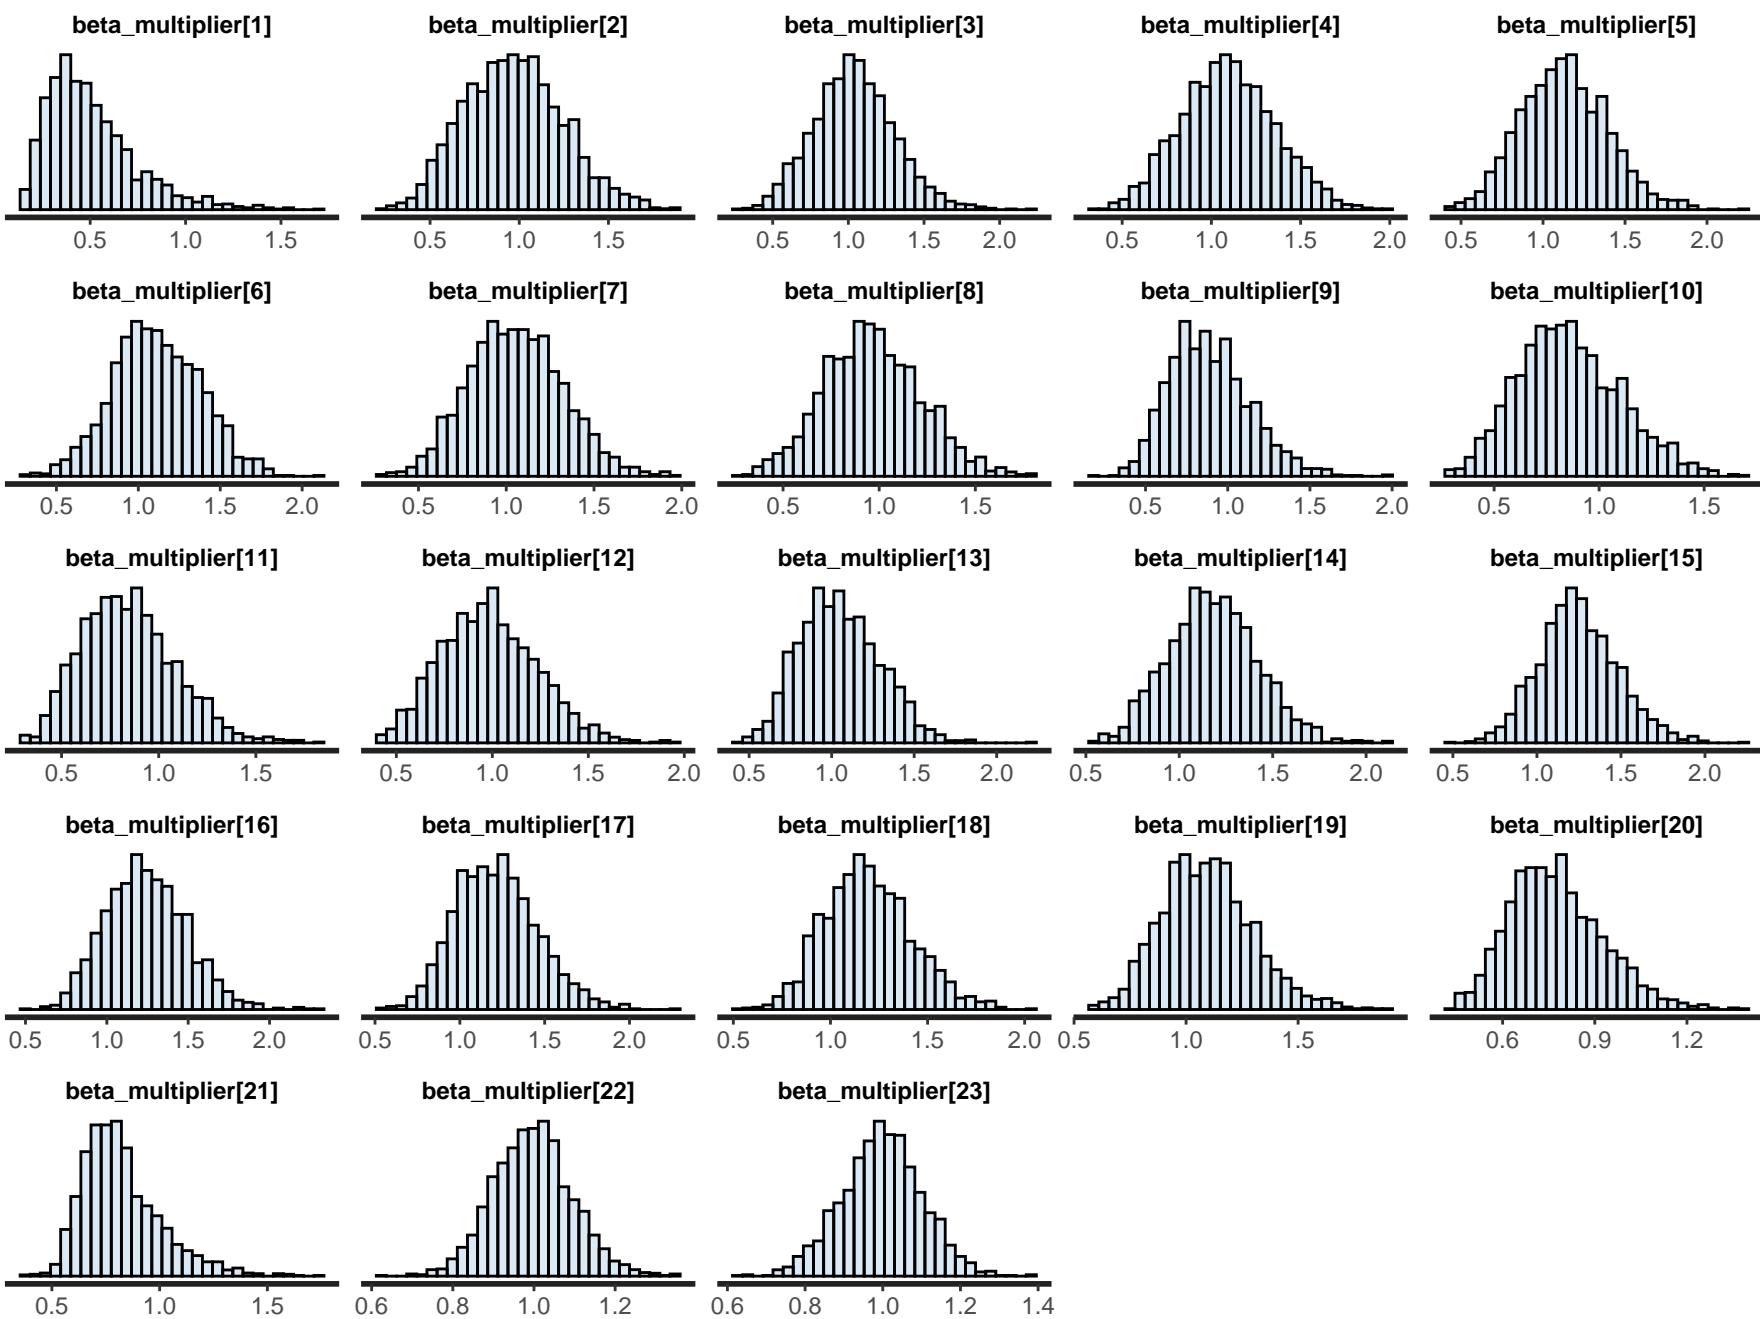 beta_multiplier[1] beta_multiplier[2] beta_multiplier[3] beta_multiplier[4] beta_multiplier[5]
0.5 1.0 1.5 0.5 1.0 1.5 0.5 1.0 1.5 2.0 0.5 1.0 1.5 2.0 0.5 1.0 1.5 2.0
beta_multiplier[6] beta_multiplier[7] beta_multiplier[8] beta_multiplier[9] beta_multiplier[10]
0.5 1.0 1.5 2.0 0.5 1.0 1.5 2.0 0.5 1.0 1.5 0.5 1.0 1.5 2.0 0.5 1.0 1.5
beta_multiplier[11] beta_multiplier[12] beta_multiplier[13] beta_multiplier[14] beta_multiplier[15]
0.5 1.0 1.5 0.5 1.0 1.5 2.0 0.5 1.0 1.5 2.0 0.5 1.0 1.5 2.0 0.5 1.0 1.5 2.0
beta_multiplier[16] beta_multiplier[17] beta_multiplier[18] beta_multiplier[19] beta_multiplier[20]
0.5 1.0 1.5 2.0 0.5 1.0 1.5 2.0 0.5 1.0 1.5 2.0 0.5 1.0 1.5 0.6 0.9 1.2
beta_multiplier[21] beta_multiplier[22] beta_multiplier[23]
0.5 1.0 1.5 0.6 0.8 1.0 1.2 0.6 0.8 1.0 1.2 1.4